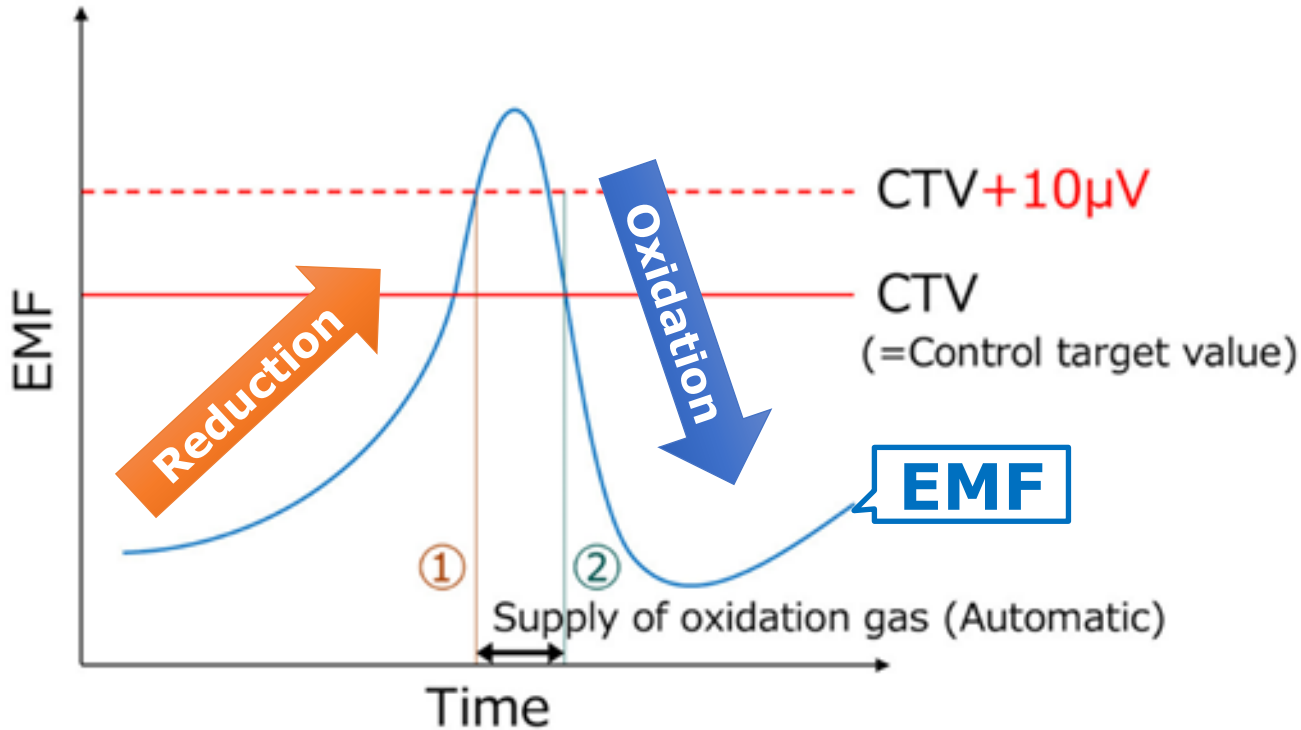 CTV+10μV
Oxidation
CTV
(=Control target value)
EMF
Reduction
EMF
①
②
Supply of oxidation gas (Automatic)
Time